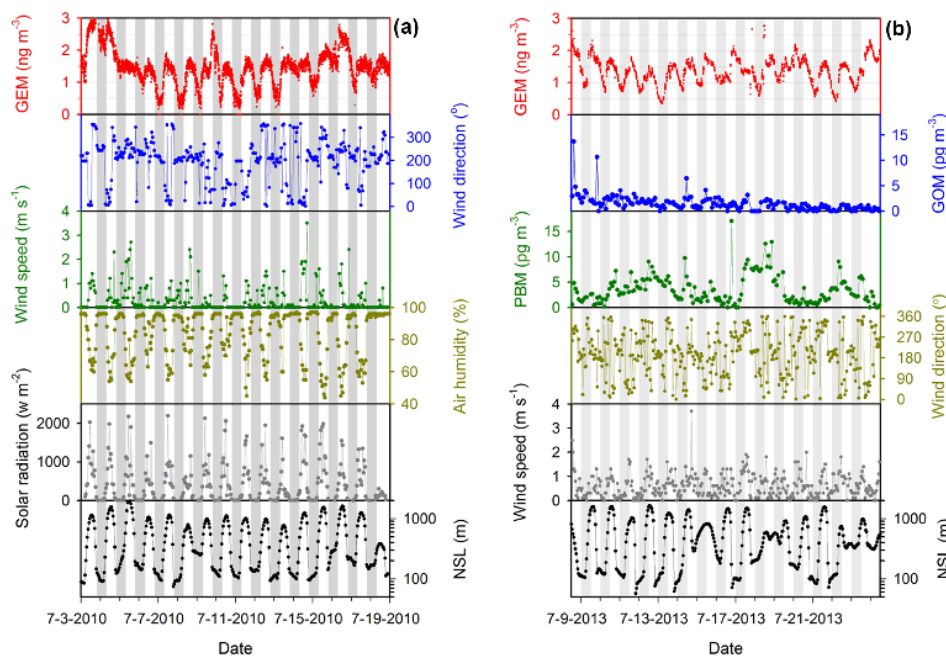 (a)
GEM (ng m-3)
3
2
1
0
Wind direction (o)
300
200
100
0
Wind speed (m s-1)
4
3
2
1
0
Air humidity (%)
100
80
60
40
Solar radiation (w m-2)
2000
1000
0
NSL (m)
1000
100
7-3-2010 7-7-2010 7-11-2010 7-15-2010 7-19-2010
Date
(b)
GEM (ng m-3)
3
2
1
0
GOM (pg m-3)
15
10
5
0
PBM (pg m-3)
15
10
5
0
Wind direction (o)
360
270
180
90
0
Wind speed (m s-1)
4
3
2
1
0
NSL (m)
1000
100
7-9-2013 7-13-2013 7-17-2013 7-21-2013
Date